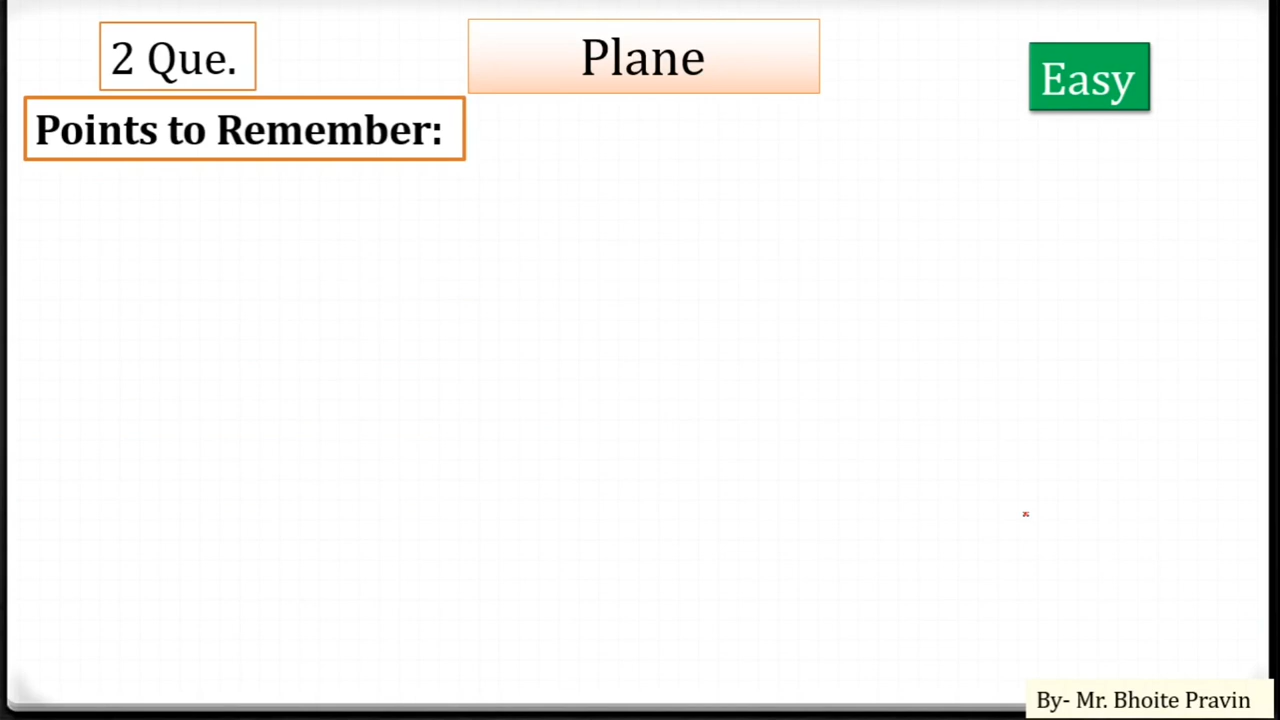 2 Que.
Plane
Easy
Points to Remember:
By- Mr. Bhoite Pravin